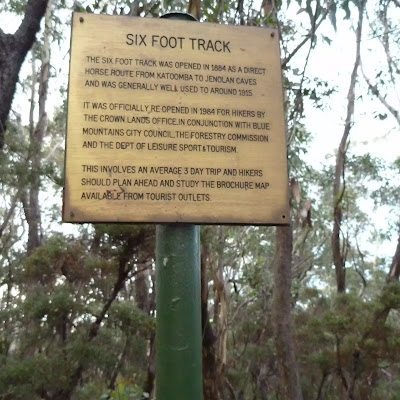 SIX FOOT TRACK
THE SIX FOOT TRACK WAS OPENED IN 1884 AS A DIRECT
HORSE ROUTE FROM KATOOMBA TO JENOLAN CAVES
AND WAS GENERALLY WELL USED TO AROUND 1915.
IT WAS OFFICIALLY RE OPENED IN 1984 FOR HIKERS BY
THE CROWN LANDS OFFICE, IN CONJUNCTION WITH BLUE
MOUNTAINS CITY COUNCIL, THE FORESTRY COMMISSION
AND THE DEPT OF LEISURE SPORT & TOURISM.
THIS INVOLVES AN AVERAGE 3 DAY TRIP AND HIKERS
SHOULD PLAN AHEAD AND STUDY THE BROCHURE MAP
AVAILABLE FROM TOURIST OUTLETS